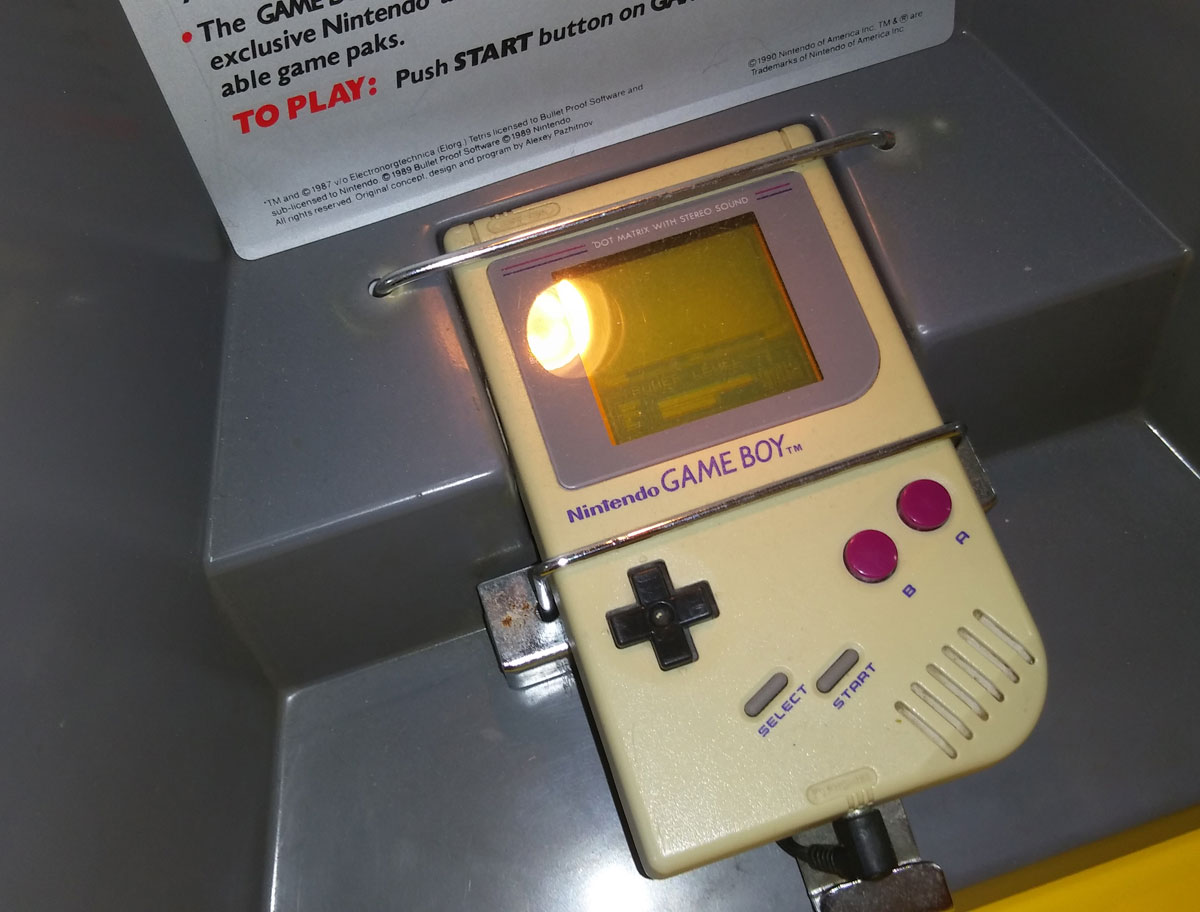 • The GAME B
exclusive Nintendo
able game paks.
TO PLAY: Push START button on GA
©1990 Nintendo of America Inc. TM & ® are
Trademarks of Nintendo of America Inc.
*TM and ©1987 v/o Electronorgtechnica (Elorg.) Tetris licensed to Bullet Proof Software and
sub-licensed to Nintendo ©1989 Bullet Proof Software ©1989 Nintendo
All rights reserved. Original concept, design and program by Alexey Pazhitnov
DOT MATRIX WITH STEREO SOUND
Nintendo GAME BOY™
A
B
SELECT START